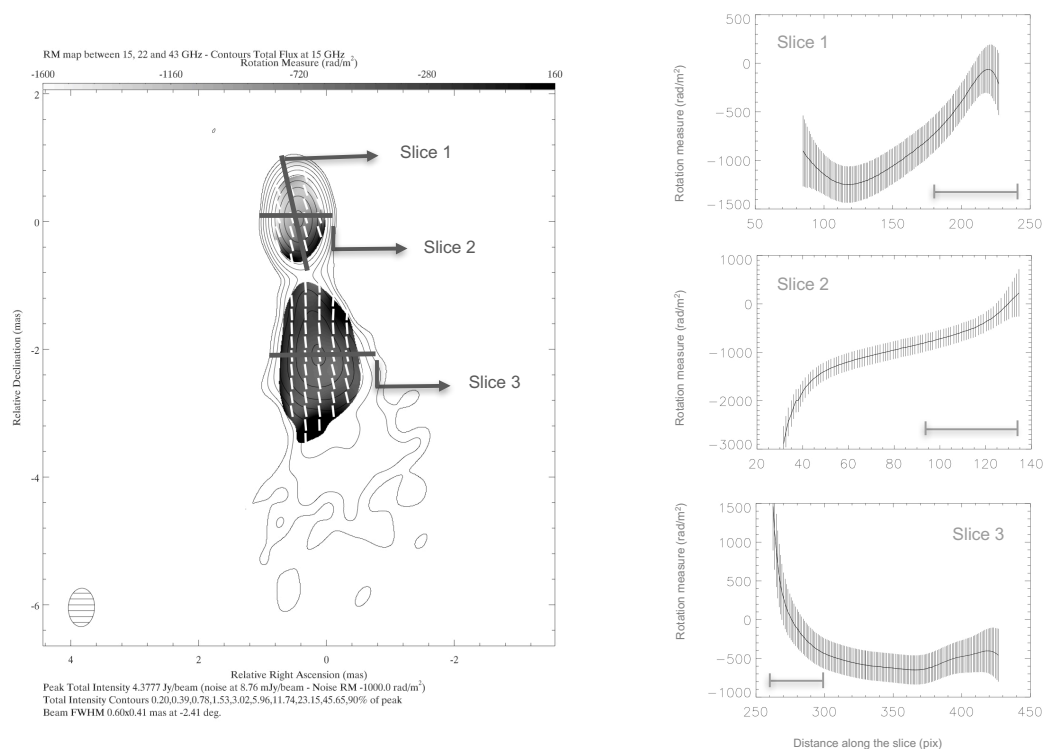 RM map between 15, 22 and 43 GHz - Contours Total Flux at 15 GHz
Rotation Measure (rad/m²)
-1600 -1160 -720 -280 160
2
0
-2
-4
-6
Relative Declination (mas)
Slice 1
Slice 2
Slice 3
4 2 0 -2
Relative Right Ascension (mas)
Peak Total Intensity 4.3777 Jy/beam (noise at 8.76 mJy/beam - Noise RM -1000.0 rad/m²)
Total Intensity Contours 0.20,0.39,0.78,1.53,3.02,5.96,11.74,23.15,45.65,90% of peak
Beam FWHM 0.60x0.41 mas at -2.41 deg.
Slice 1
Rotation measure (rad/m²)
500
0
−500
−1000
−1500
50 100 150 200 250
Slice 2
Rotation measure (rad/m²)
1000
0
−1000
−2000
−3000
20 40 60 80 100 120 140
Slice 3
Rotation measure (rad/m²)
1500
1000
500
0
−500
−1000
250 300 350 400 450
Distance along the slice (pix)